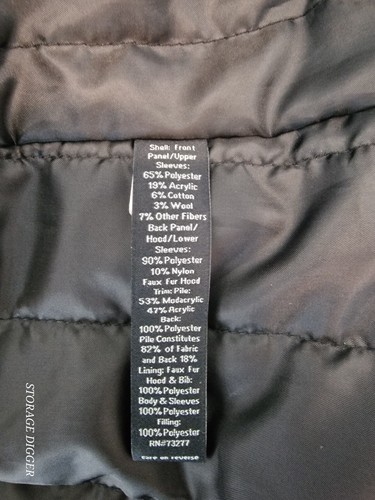 Shell: Front
Panel/Upper
Sleeves:
65% Polyester
19% Acrylic
6% Cotton
3% Wool
7% Other Fibers
Back Panel/
Hood/Lower
Sleeves:
90% Polyester
10% Nylon
Faux Fur Hood
Trim: Pile:
53% Modacrylic
47% Acrylic
Back:
100% Polyester
Pile Constitutes
82% of Fabric
and Back 18%
Lining: Faux Fur
Hood & Bib:
100% Polyester
Body & Sleeves
100% Polyester
Filling:
100% Polyester
RN#73277
Care on reverse
STORAGE DIGGER